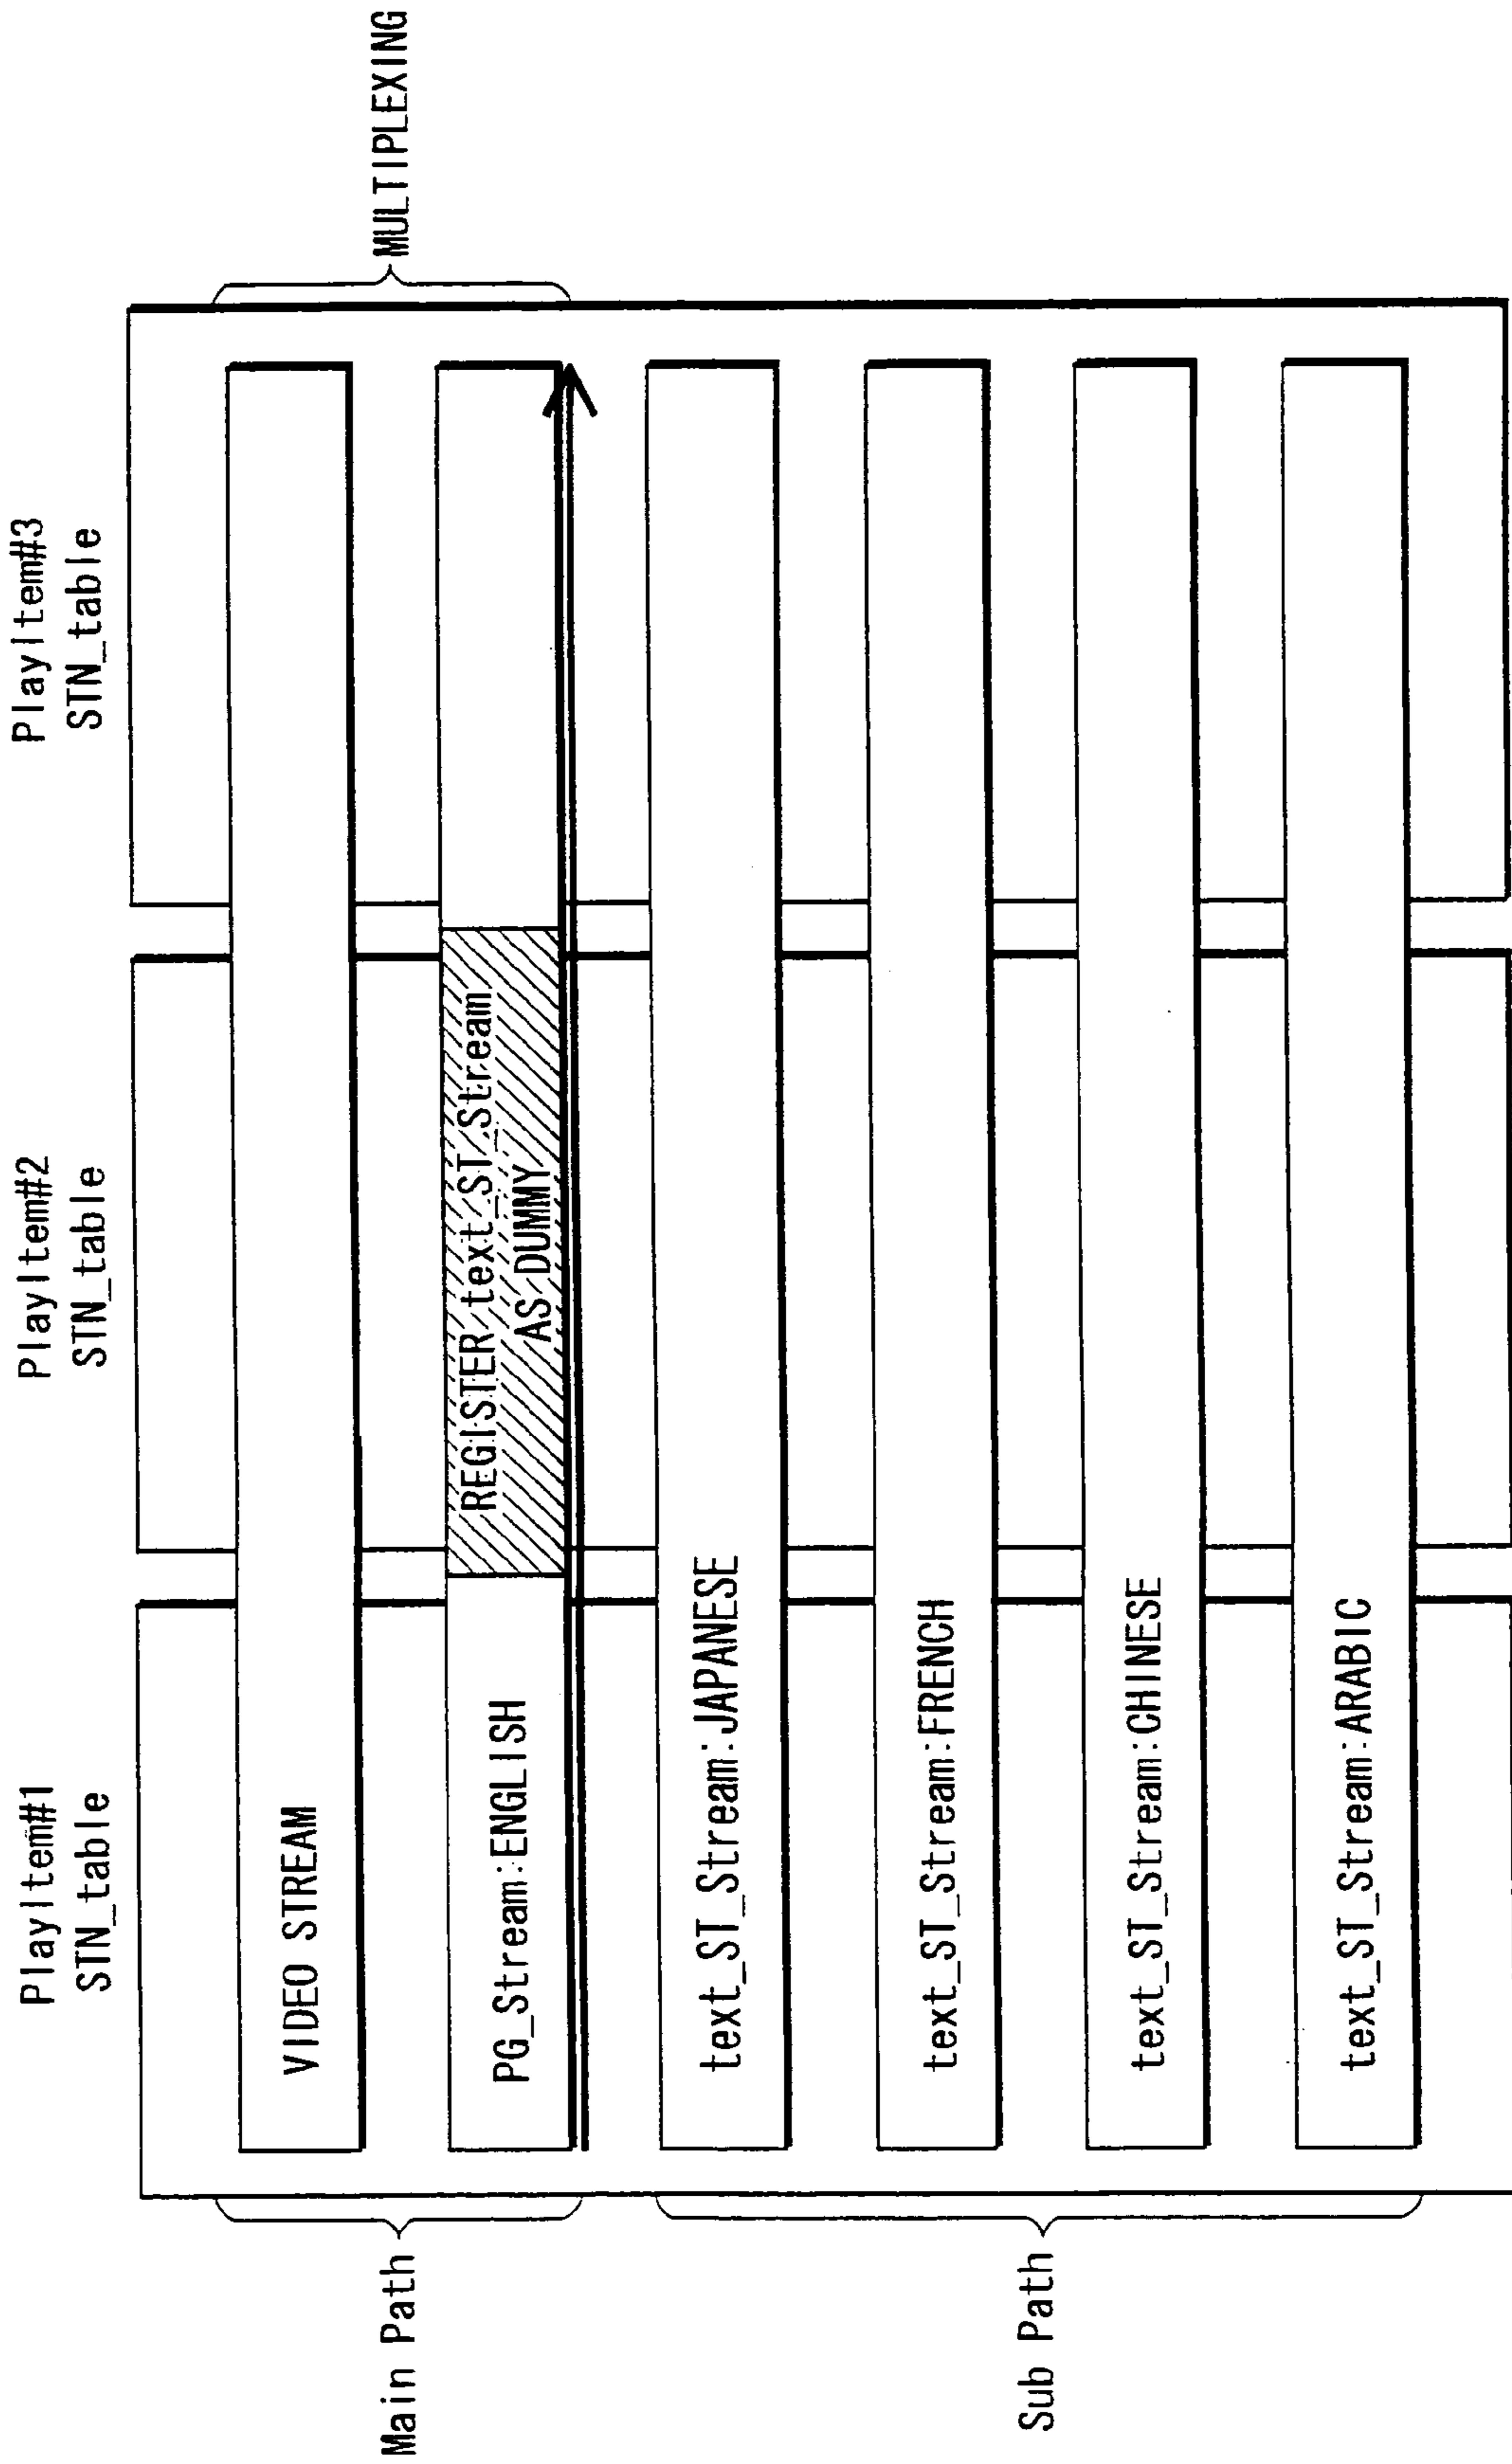 PlayItem#1
STN_table
PlayItem#2
STN_table
PlayItem#3
STN_table
Main Path
VIDEO STREAM
PG_Stream:ENGLISH
REGISTER text_ST_Stream
AS DUMMY
MULTIPLEXING
Sub Path
text_ST_Stream:JAPANESE
text_ST_Stream:FRENCH
text_ST_Stream:CHINESE
text_ST_Stream:ARABIC